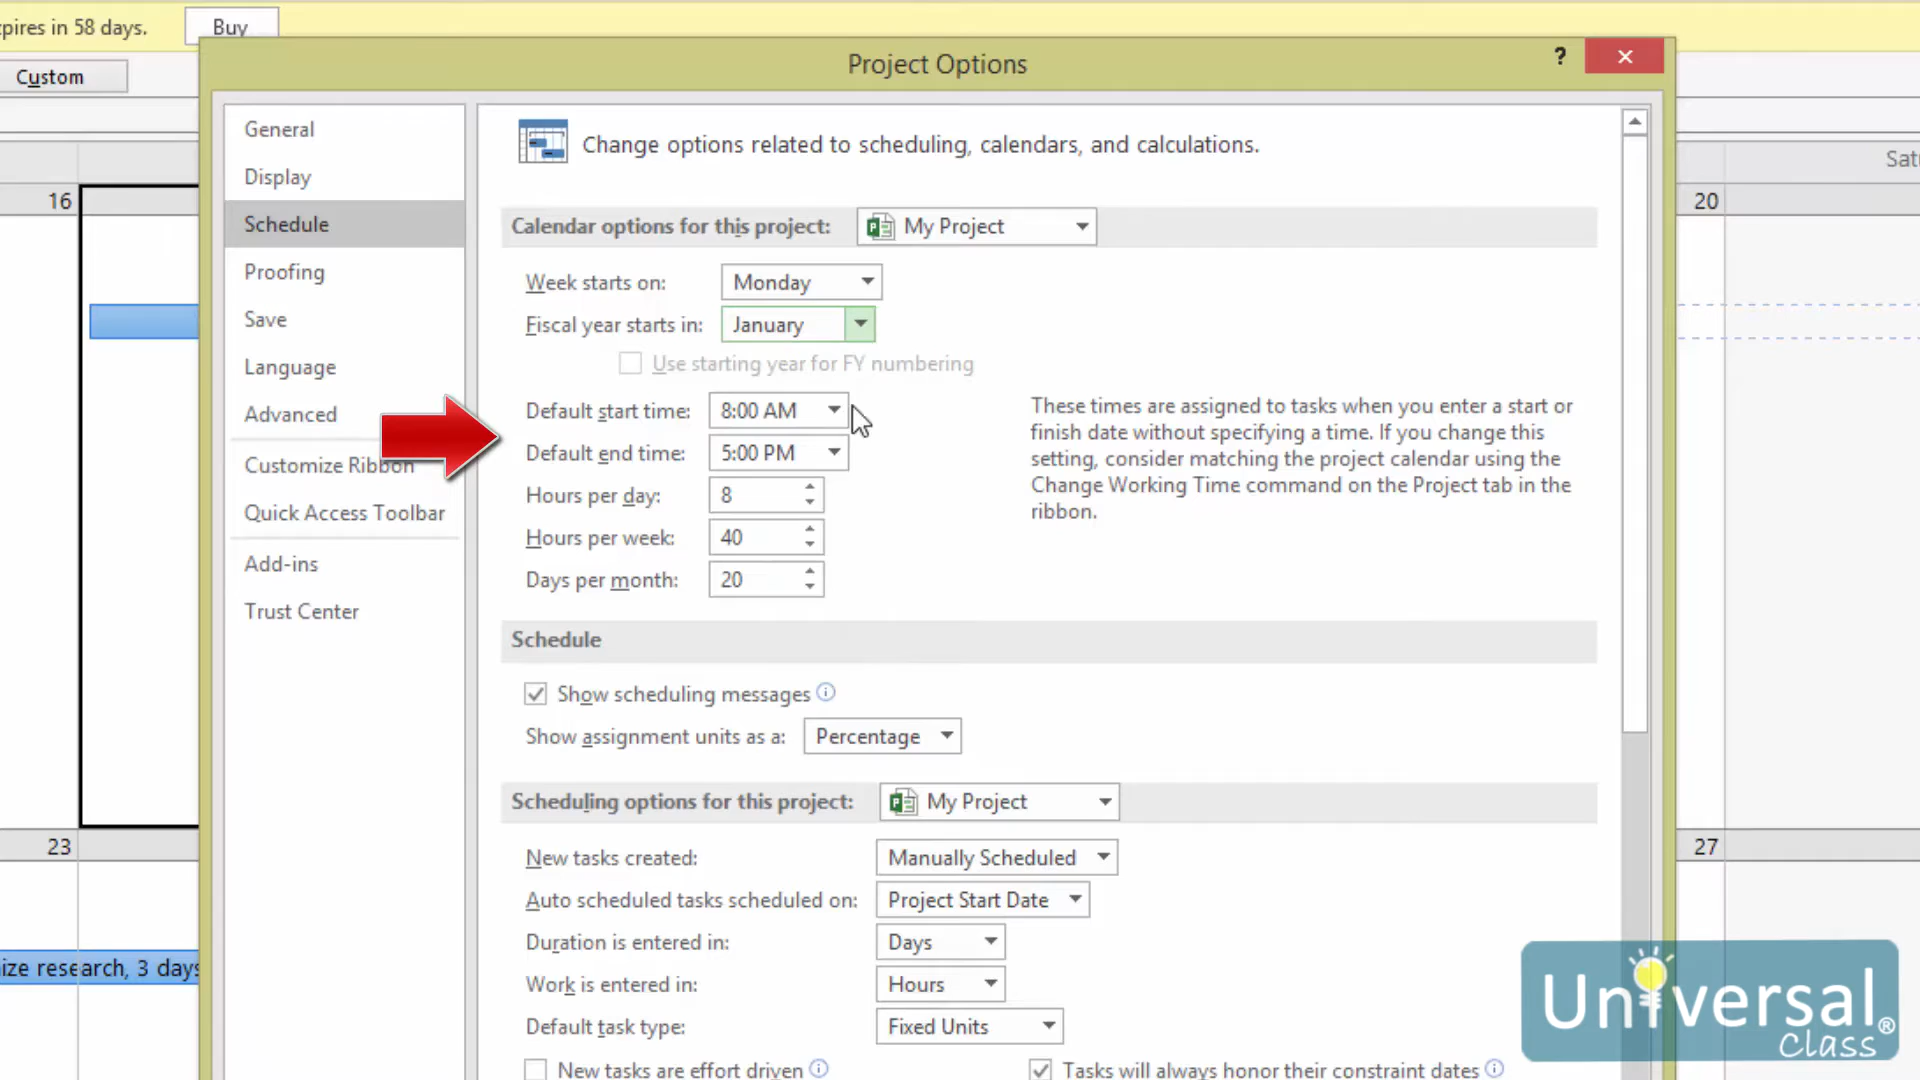 pires in 58 days.
Buy
Custom
Project Options
?
General
Display
Schedule
Proofing
Save
Language
Advanced
Customize Ribbon
Quick Access Toolbar
Add-ins
Trust Center
Change options related to scheduling, calendars, and calculations.
Calendar options for this project: My Project
Week starts on: Monday
Fiscal year starts in: January
Use starting year for FY numbering
Default start time: 8:00 AM
Default end time: 5:00 PM
Hours per day: 8
Hours per week: 40
Days per month: 20
These times are assigned to tasks when you enter a start or
finish date without specifying a time. If you change this
setting, consider matching the project calendar using the
Change Working Time command on the Project tab in the
ribbon.
Schedule
Show scheduling messages
Show assignment units as a: Percentage
Scheduling options for this project: My Project
New tasks created: Manually Scheduled
Auto scheduled tasks scheduled on: Project Start Date
Duration is entered in: Days
Work is entered in: Hours
Default task type: Fixed Units
New tasks are effort driven
Tasks will always honor their constraint dates
16
23
ize research, 3 days
Satu
20
27
Universal®
Class